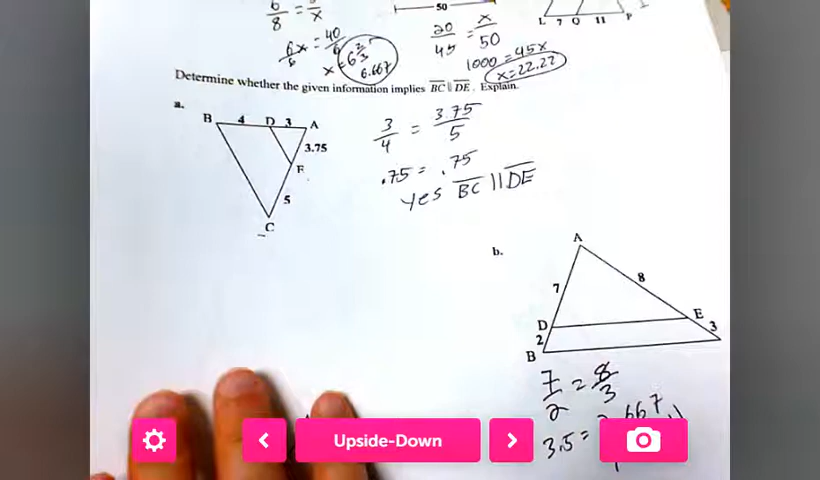 50
6/8 = /x
6x/6 = 40/6
x = 6 2/3
6.667
20/45 = x/50
1000 = 45x
x = 22.22
L 7 O 11 P
Determine whether the given information implies BC || DE. Explain.
a.
B 4 D 3 A
3.75
E
5
C
3/4 = 3.75/5
.75 = .75
yes BC || DE
b.
A
7 8
D E
2 3
B
7/2 = 8/3
3.5 =
Upside-Down